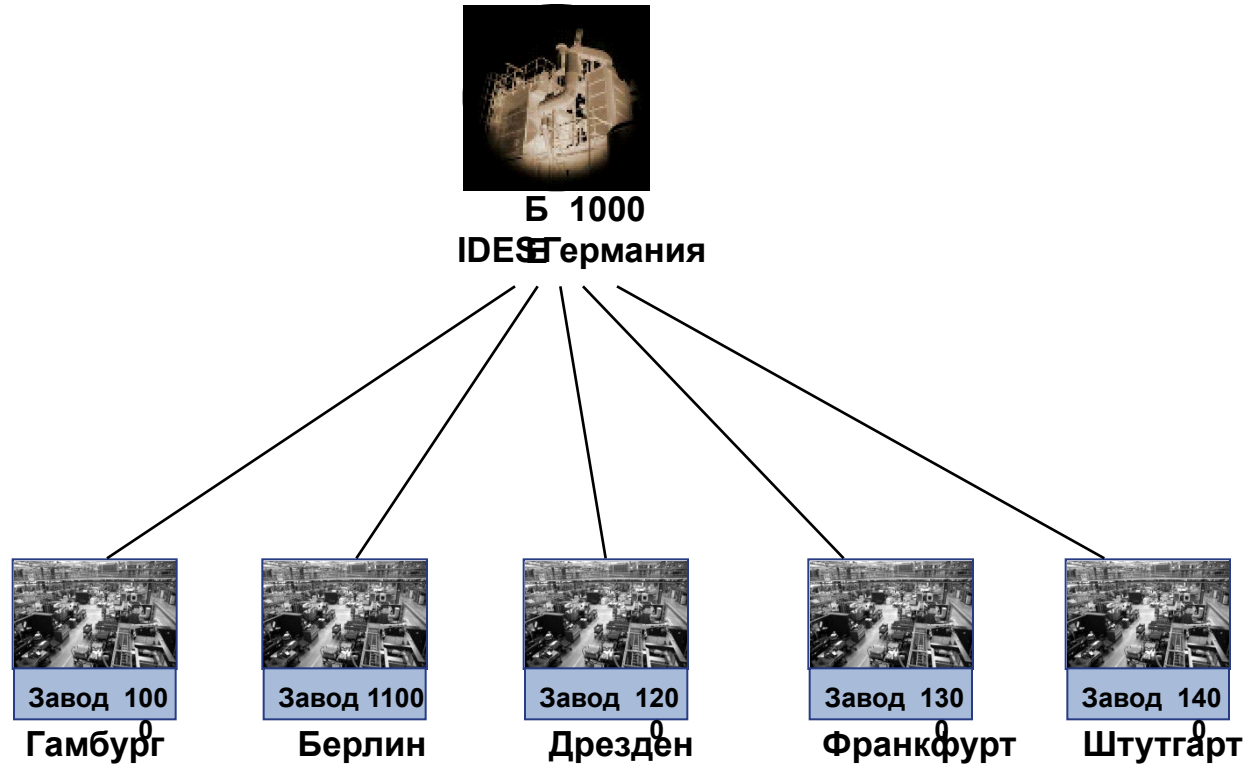 БЕ 1000
IDES Германия
Завод 1000
Завод 1100
Завод 1200
Завод 1300
Завод 1400
Гамбург
Берлин
Дрезден
Франкфурт
Штутгарт